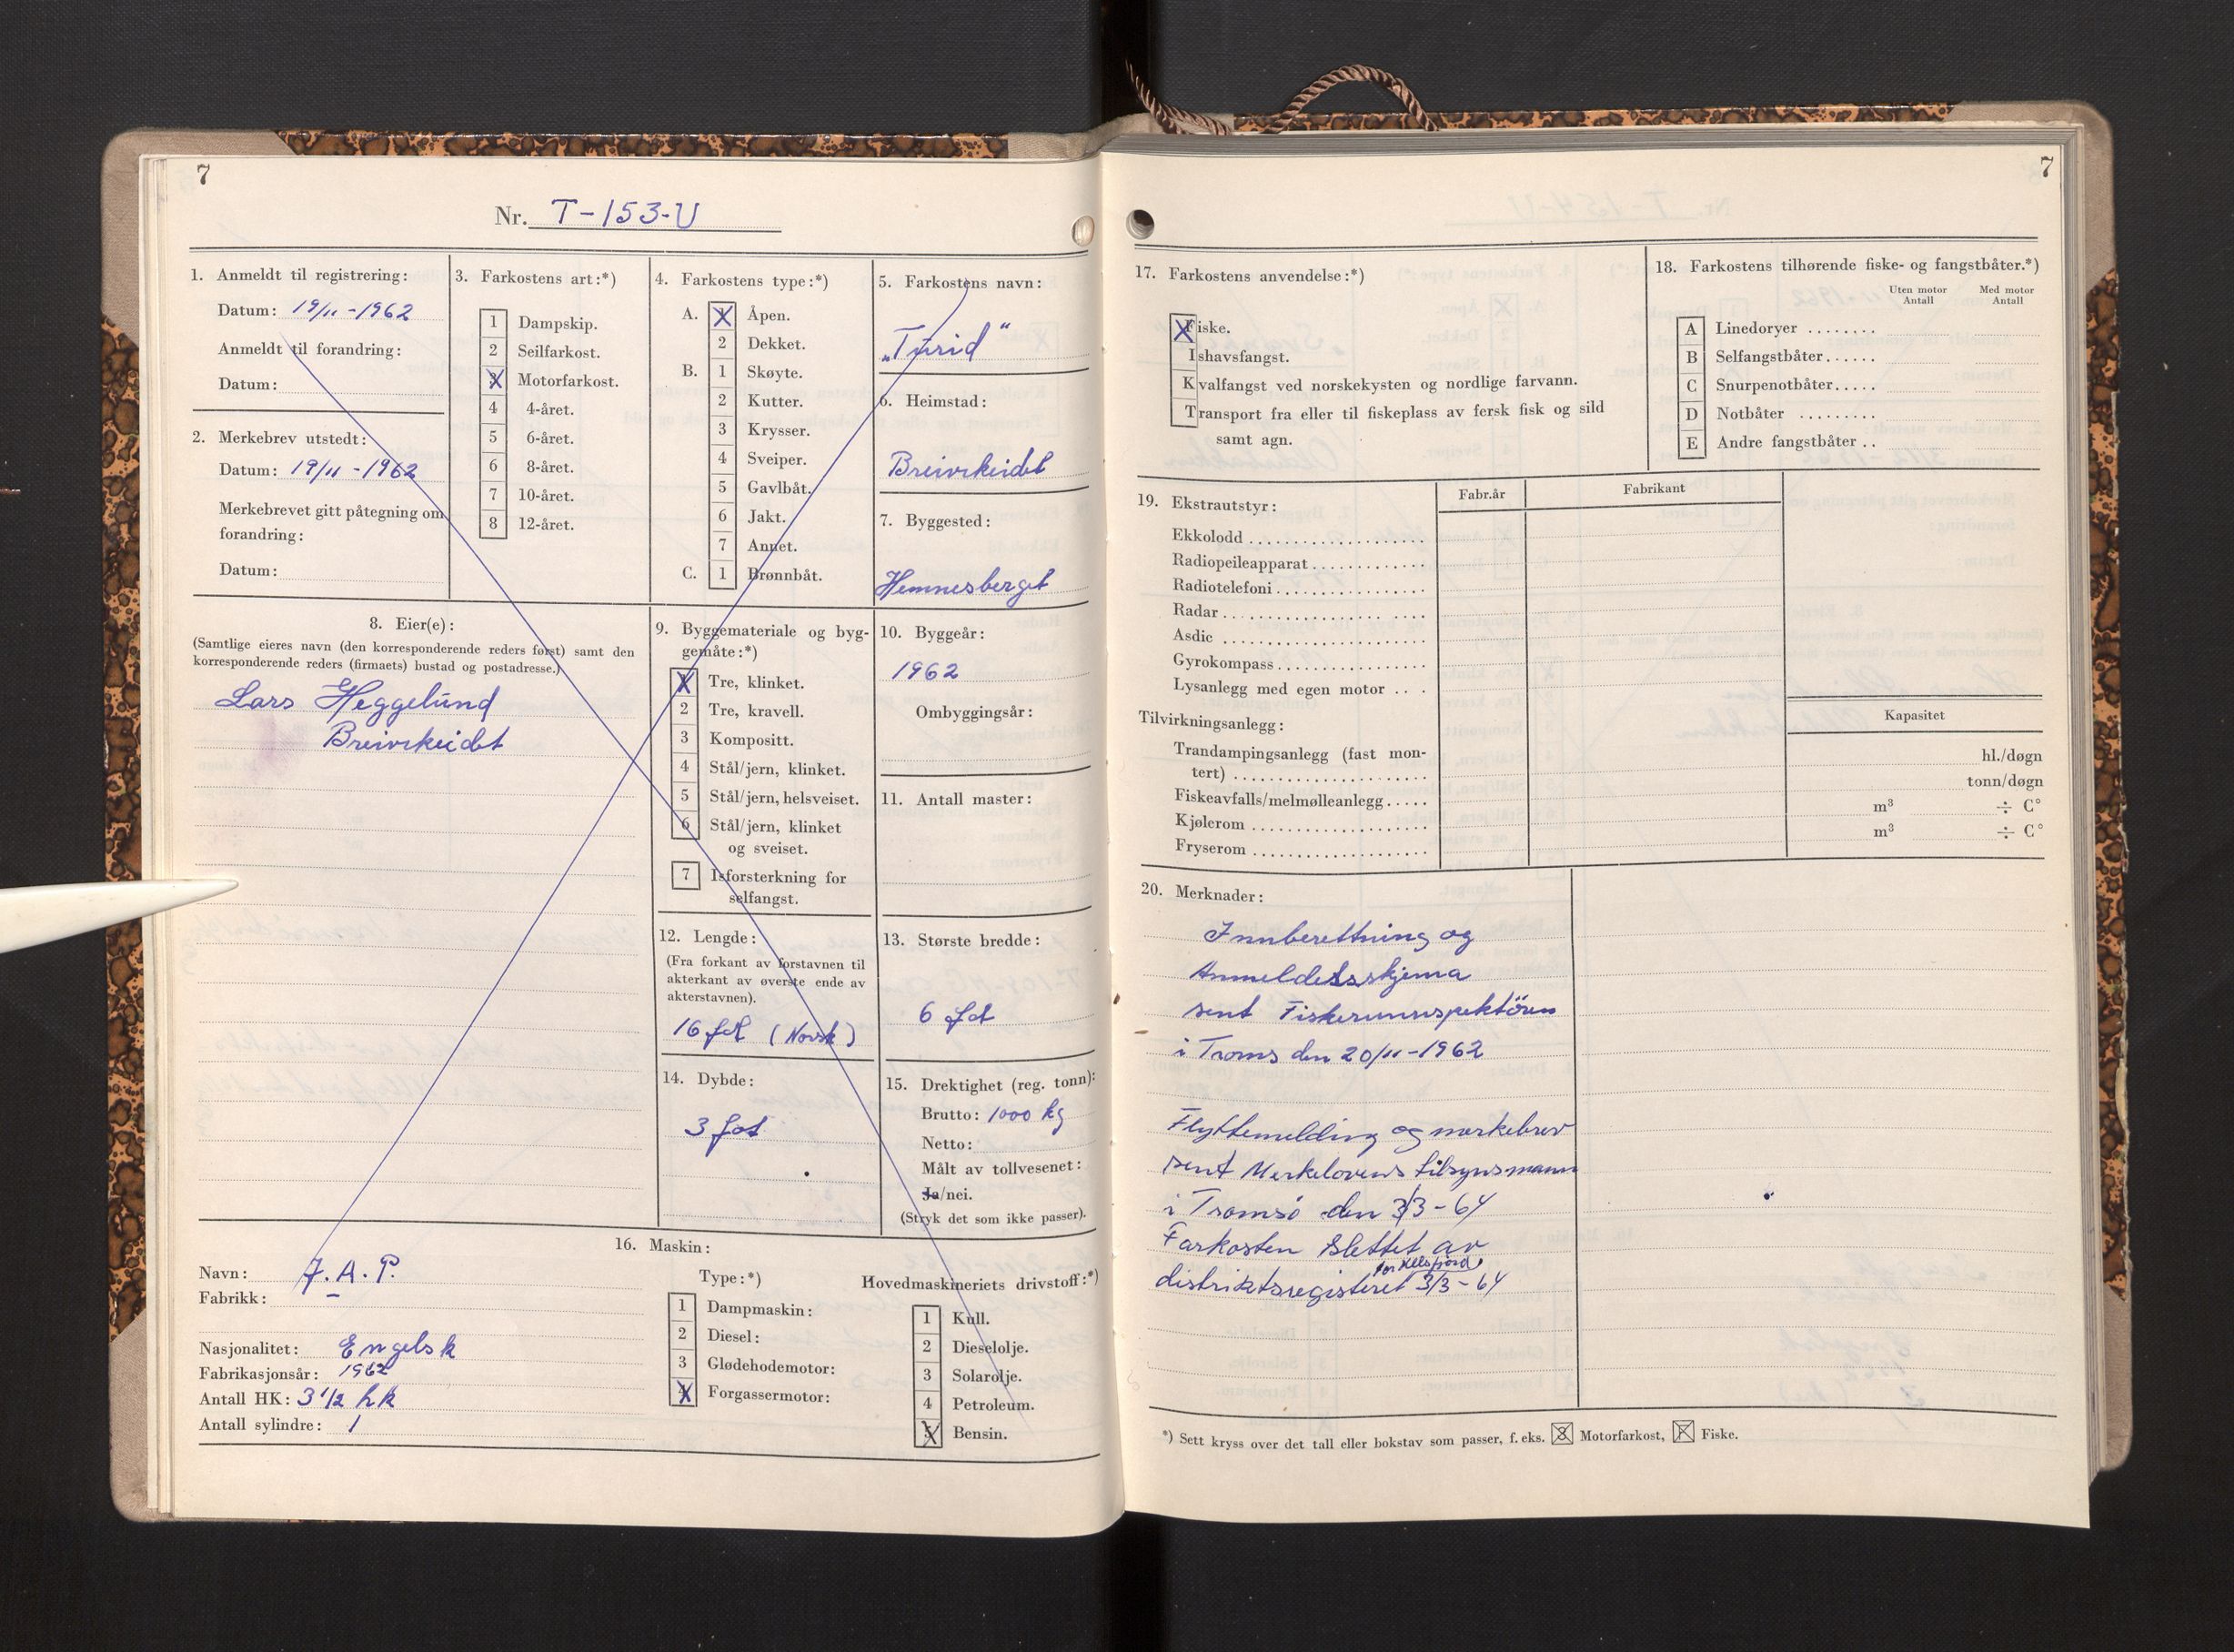 7
Nr. T-153-U
1. Anmeldt til registrering:
Datum: 19/11-1962
Anmeldt til forandring:
Datum:
2. Merkebrev utstedt:
Datum: 19/11-1962
Merkebrevet gitt påtegning om
forandring:
Datum:
3. Farkostens art:*)
1 Dampskip.
2 Seilfarkost.
3 Motorfarkost.
4 4-året.
5 6-året.
6 8-året.
7 10-året.
8 12-året.
4. Farkostens type:*)
A. 1 Åpen.
2 Dekket.
B. 1 Skøyte.
2 Kutter.
3 Krysser.
4 Sveiper.
5 Gavlbåt.
6 Jakt.
7 Annet.
C. 1 Brønnbåt.
5. Farkostens navn:
„Turid"
6. Heimstad:
Breivikeidet
7. Byggested:
Hemnesberget
8. Eier(e):
(Samtlige eieres navn (den korresponderende reders først) samt den
korresponderende reders (firmaets) bustad og postadresse.)
Lars Heggelund
Breivikeidet
9. Byggemateriale og byg-
gemåte:*)
1 Tre, klinket.
2 Tre, kravell.
3 Kompositt.
4 Stål/jern, klinket.
5 Stål/jern, helsveiset.
6 Stål/jern, klinket
og sveiset.
7 Isforsterkning for
selfangst.
10. Byggeår:
1962
Ombyggingsår:
11. Antall master:
12. Lengde:
(Fra forkant av forstavnen til
akterkant av øverste ende av
akterstavnen).
16 fot (Norsk)
13. Største bredde:
6 fot
14. Dybde:
3 fot
15. Drektighet (reg. tonn):
Brutto: 1000 kg
Netto:
Målt av tollvesenet:
Ja/nei.
(Stryk det som ikke passer).
16. Maskin:
Navn: J.A.P.
Fabrikk:
Nasjonalitet: Engelsk
Fabrikasjonsår: 1962
Antall HK: 3 1/2 hk
Antall sylindre: 1
Type:*)
1 Dampmaskin:
2 Diesel:
3 Glødehodemotor:
4 Forgassermotor:
Hovedmaskineriets drivstoff:*)
1 Kull.
2 Dieselolje.
3 Solarolje.
4 Petroleum.
5 Bensin.
7
17. Farkostens anvendelse:*)
Fiske.
Ishavsfangst.
Kvalfangst ved norskekysten og nordlige farvann.
Transport fra eller til fiskeplass av fersk fisk og sild
samt agn.
18. Farkostens tilhørende fiske- og fangstbåter.*)
Uten motor Med motor
Antall Antall
A Linedoryer ........
B Selfangstbåter......
C Snurpenotbåter.....
D Notbåter .........
E Andre fangstbåter ..
19. Ekstrautstyr:
Fabr.år
Fabrikant
Ekkolodd
Radiopeileapparat
Radiotelefoni
Radar
Asdic
Gyrokompass
Lysanlegg med egen motor ...
Tilvirkningsanlegg:
Kapasitet
Trandampingsanlegg (fast mon-
tert) hl./døgn
Fiskeavfalls/melmølleanlegg..... tonn/døgn
Kjølerom m³ ÷ C°
Fryserom m³ ÷ C°
20. Merknader:
Innberettning og
Anmeldelsskjema
sent Fiskeriinnspektören
i Troms den 20/11-1962
Flyttemelding og merkebrev
sent Merkelovens tilsynsmann
i Tromsö den 3/3-64
Farkosten slettet av
for Ullsfjord
distriktsregisteret 3/3-64
*) Sett kryss over det tall eller bokstav som passer, f. eks. 3 Motorfarkost, F Fiske.